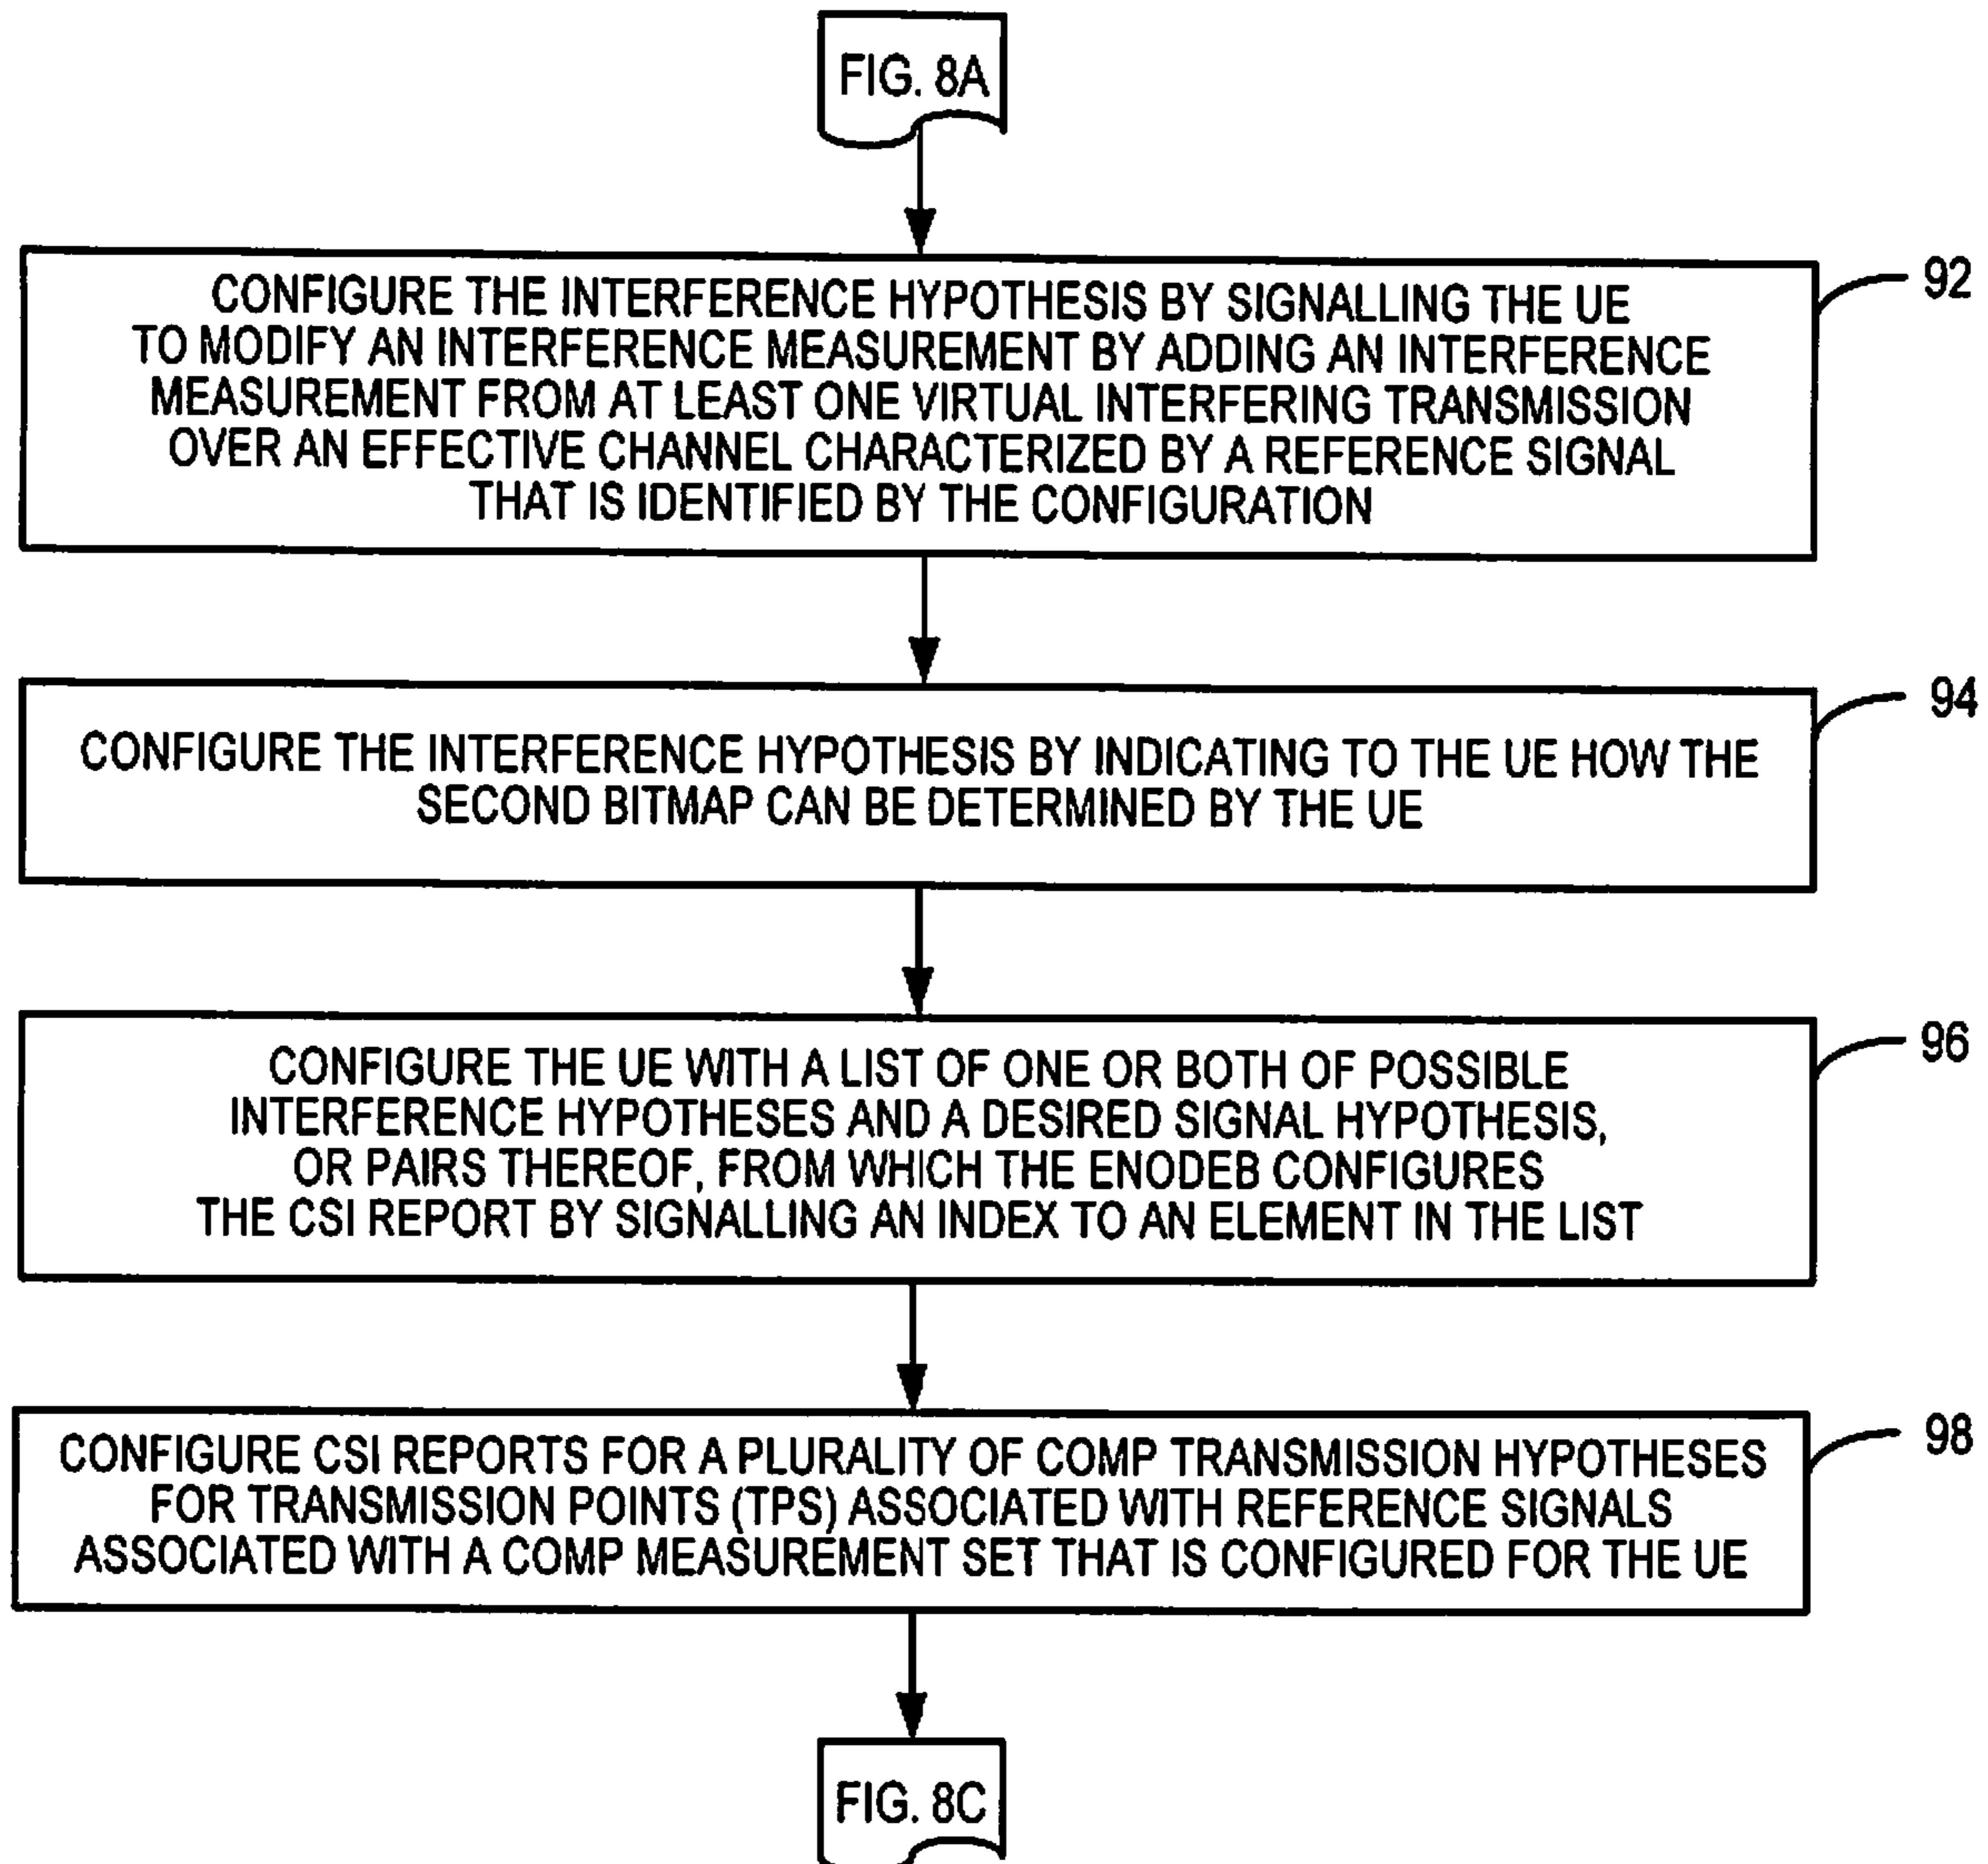 FIG. 8A
CONFIGURE THE INTERFERENCE HYPOTHESIS BY SIGNALLING THE UE
TO MODIFY AN INTERFERENCE MEASUREMENT BY ADDING AN INTERFERENCE
MEASUREMENT FROM AT LEAST ONE VIRTUAL INTERFERING TRANSMISSION
OVER AN EFFECTIVE CHANNEL CHARACTERIZED BY A REFERENCE SIGNAL
THAT IS IDENTIFIED BY THE CONFIGURATION
92
CONFIGURE THE INTERFERENCE HYPOTHESIS BY INDICATING TO THE UE HOW THE
SECOND BITMAP CAN BE DETERMINED BY THE UE
94
CONFIGURE THE UE WITH A LIST OF ONE OR BOTH OF POSSIBLE
INTERFERENCE HYPOTHESES AND A DESIRED SIGNAL HYPOTHESIS,
OR PAIRS THEREOF, FROM WHICH THE ENODEB CONFIGURES
THE CSI REPORT BY SIGNALLING AN INDEX TO AN ELEMENT IN THE LIST
96
CONFIGURE CSI REPORTS FOR A PLURALITY OF COMP TRANSMISSION HYPOTHESES
FOR TRANSMISSION POINTS (TPS) ASSOCIATED WITH REFERENCE SIGNALS
ASSOCIATED WITH A COMP MEASUREMENT SET THAT IS CONFIGURED FOR THE UE
98
FIG. 8C